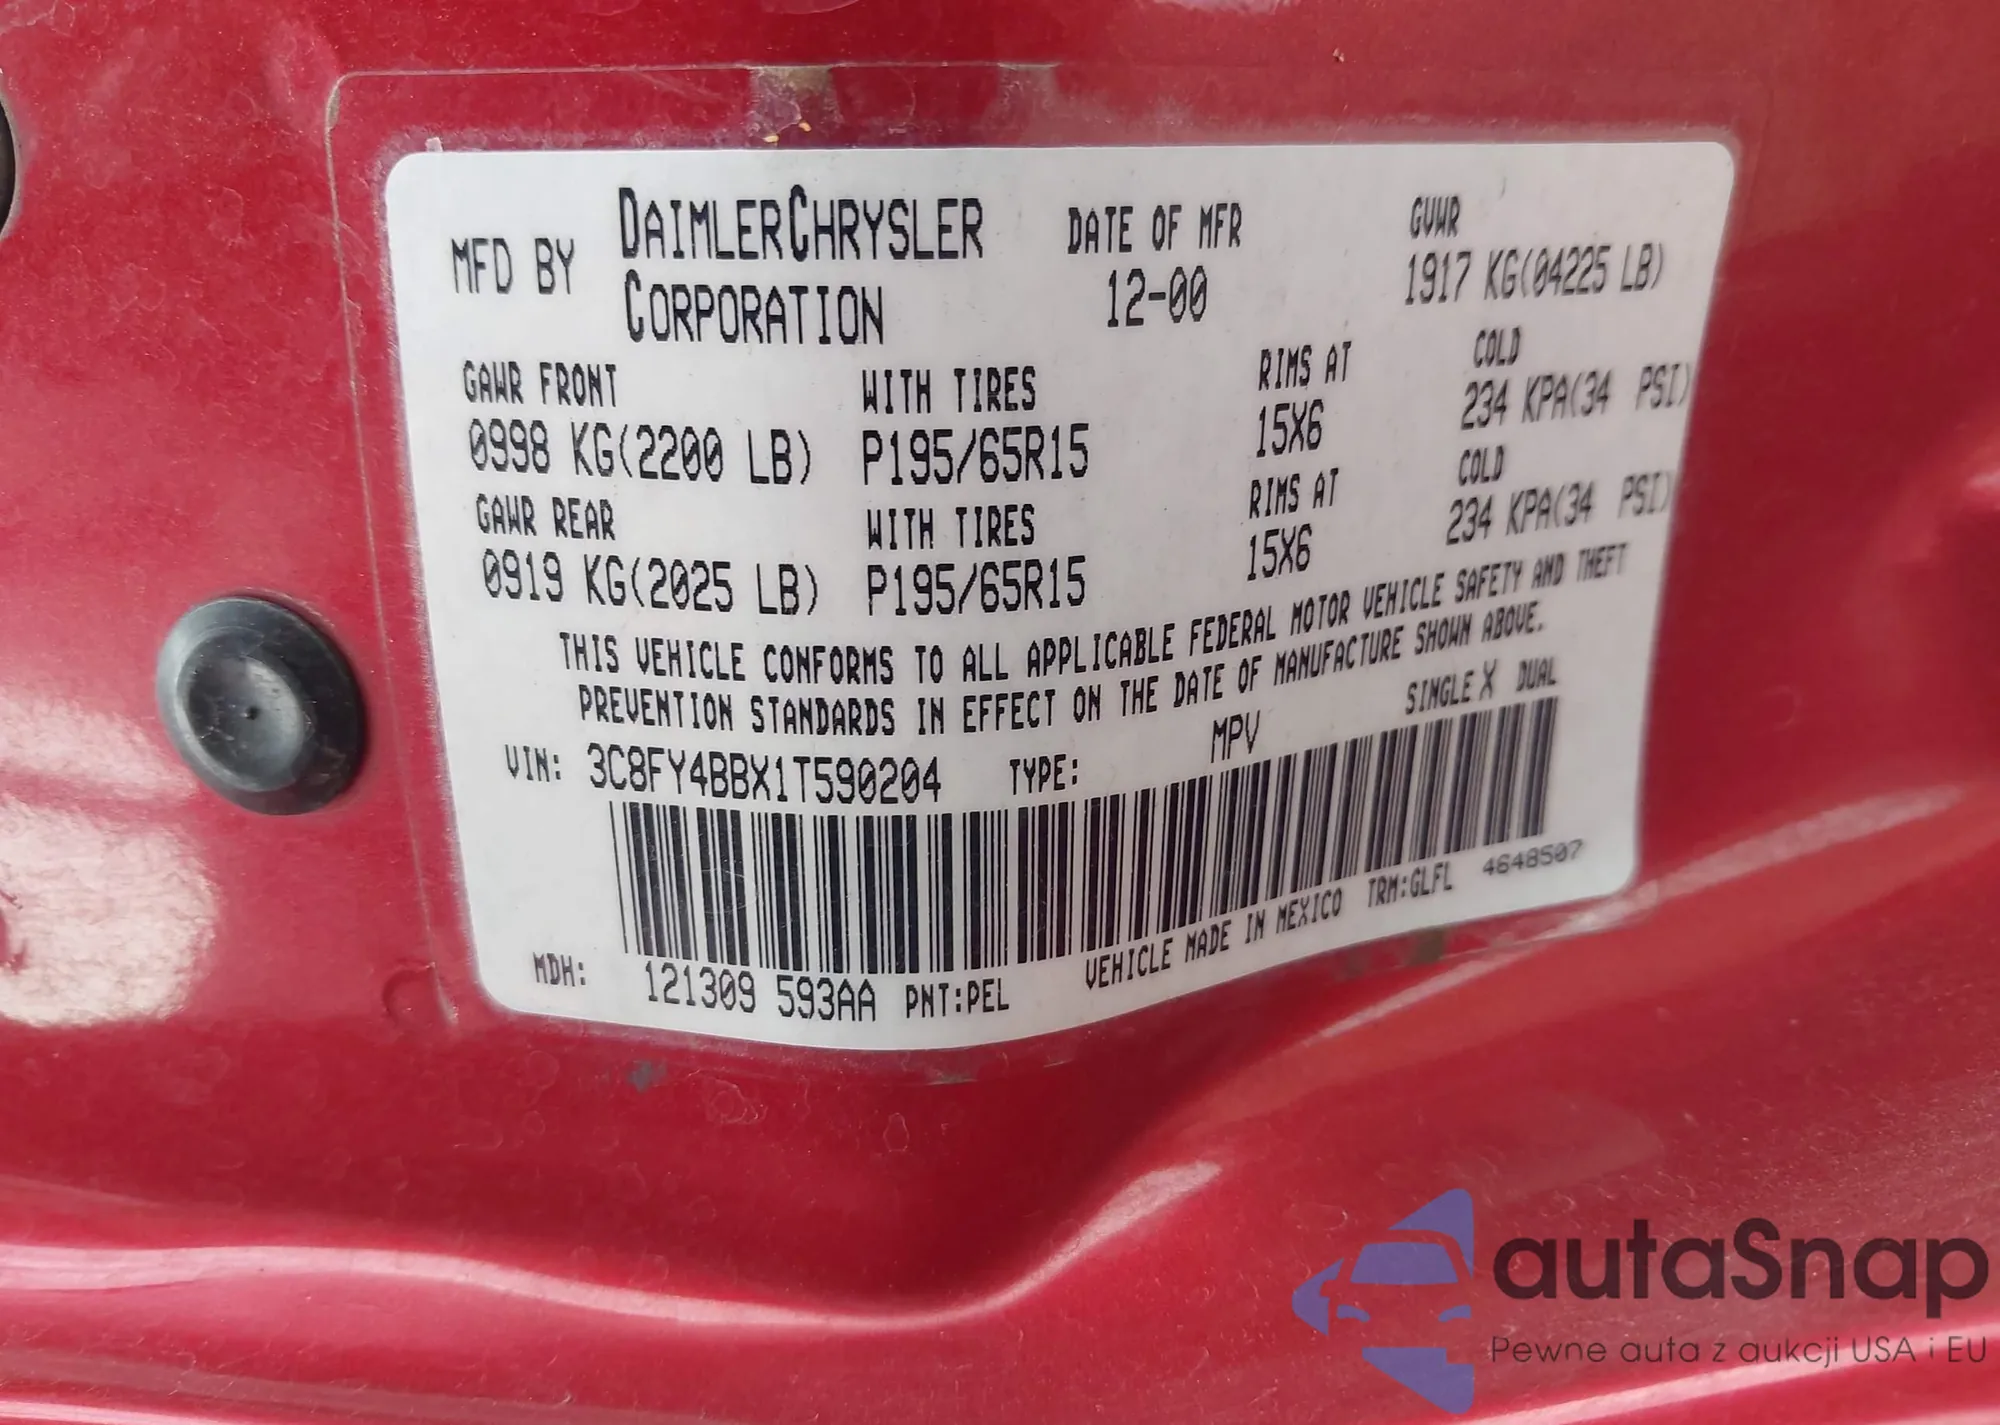 MFD BY DAIMLERCHRYSLER CORPORATION
DATE OF MFR 12-00
GVWR 1917 KG(04225 LB)
GAWR FRONT WITH TIRES RIMS AT COLD
0998 KG(2200 LB) P195/65R15 15X6 234 KPA(34 PSI)
GAWR REAR WITH TIRES RIMS AT COLD
0919 KG(2025 LB) P195/65R15 15X6 234 KPA(34 PSI)
THIS VEHICLE CONFORMS TO ALL APPLICABLE FEDERAL MOTOR VEHICLE SAFETY AND THEFT
PREVENTION STANDARDS IN EFFECT ON THE DATE OF MANUFACTURE SHOWN ABOVE.
VIN: 3C8FY4BBX1T590204 TYPE: MPV SINGLE X DUAL
MDH: 121309 593AA PNT:PEL VEHICLE MADE IN MEXICO TRM:GLFL 4648507
autaSnap
Pewne auta z aukcji USA i EU